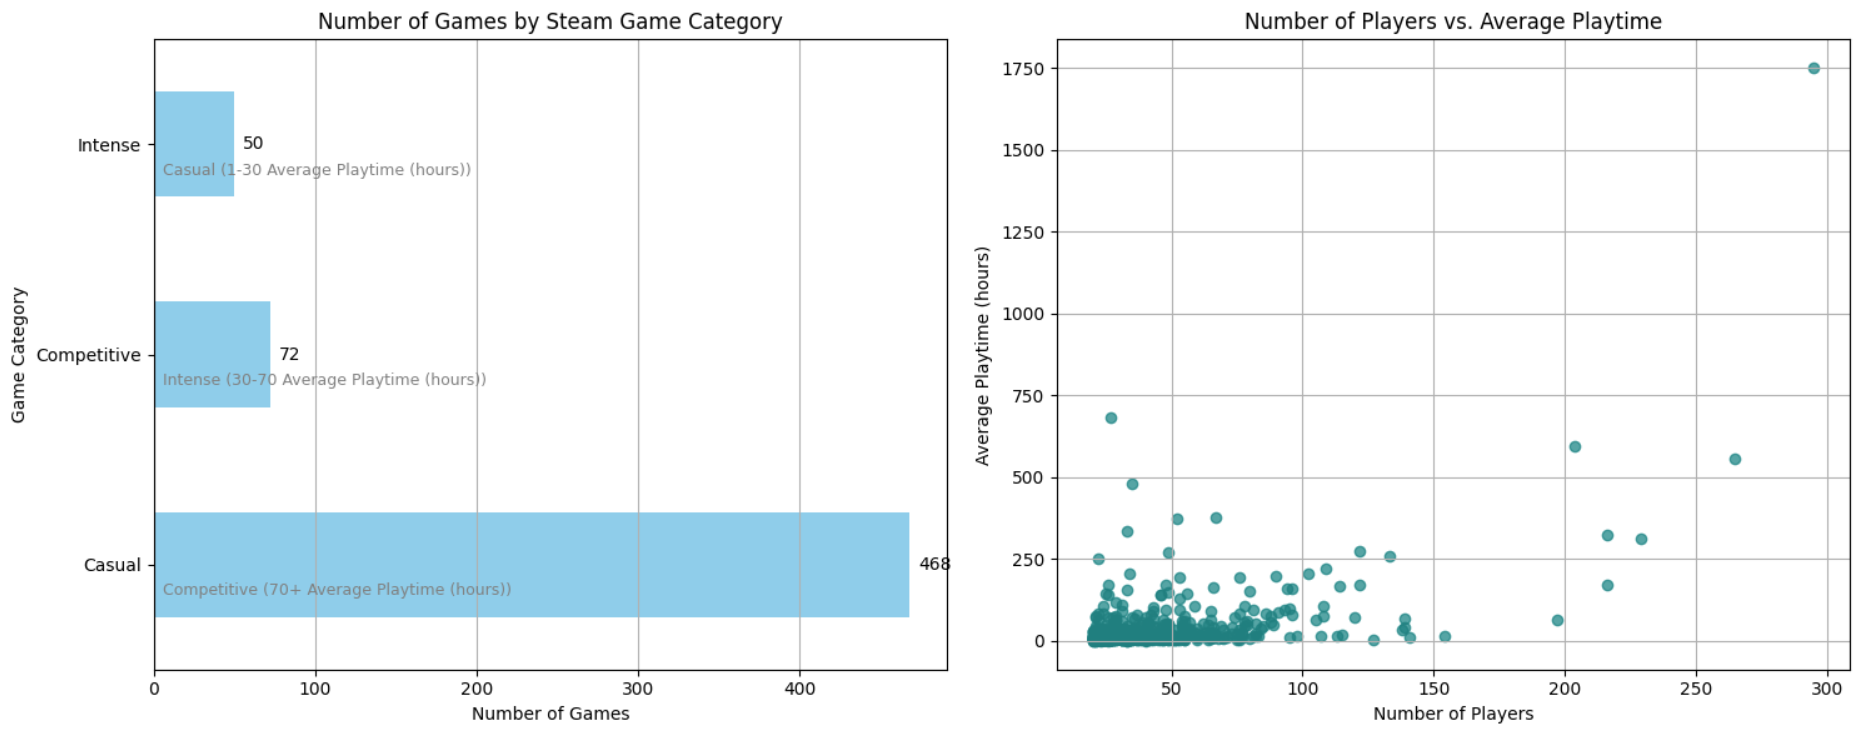 Number of Games by Steam Game Category
Intense
50
Casual (1-30 Average Playtime (hours))
Competitive
72
Intense (30-70 Average Playtime (hours))
Casual
468
Competitive (70+ Average Playtime (hours))
Game Category
0 100 200 300 400
Number of Games
Number of Players vs. Average Playtime
1750
1500
1250
1000
750
500
250
0
Average Playtime (hours)
50 100 150 200 250 300
Number of Players